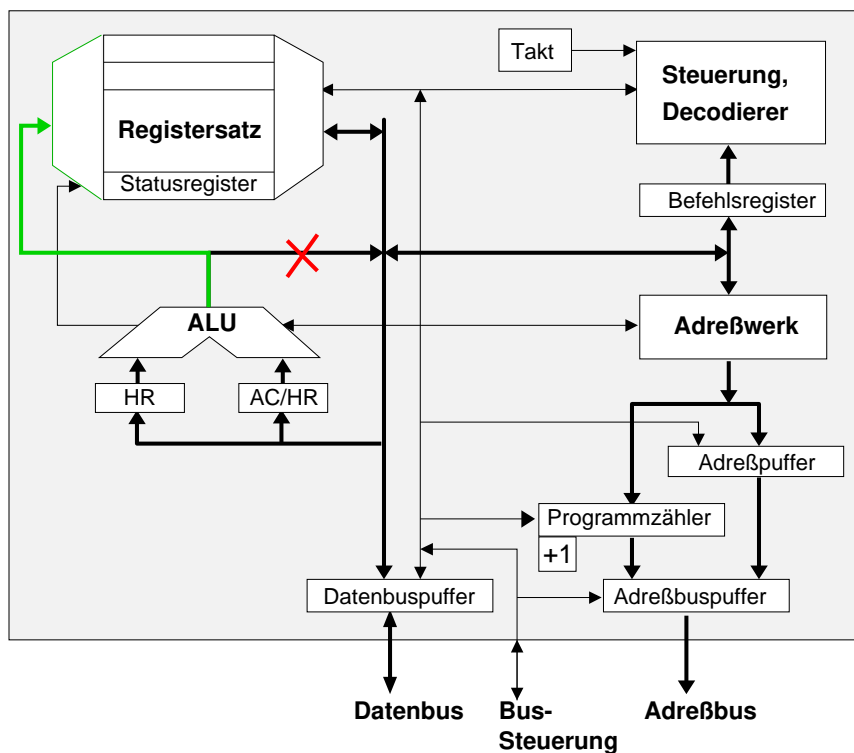 Takt
Steuerung,
Decodierer
Registersatz
Statusregister
Befehlsregister
ALU
Adreßwerk
HR
AC/HR
Adreßpuffer
Programmzähler
+1
Datenbuspuffer
Adreßbuspuffer
Datenbus
Bus-
Steuerung
Adreßbus